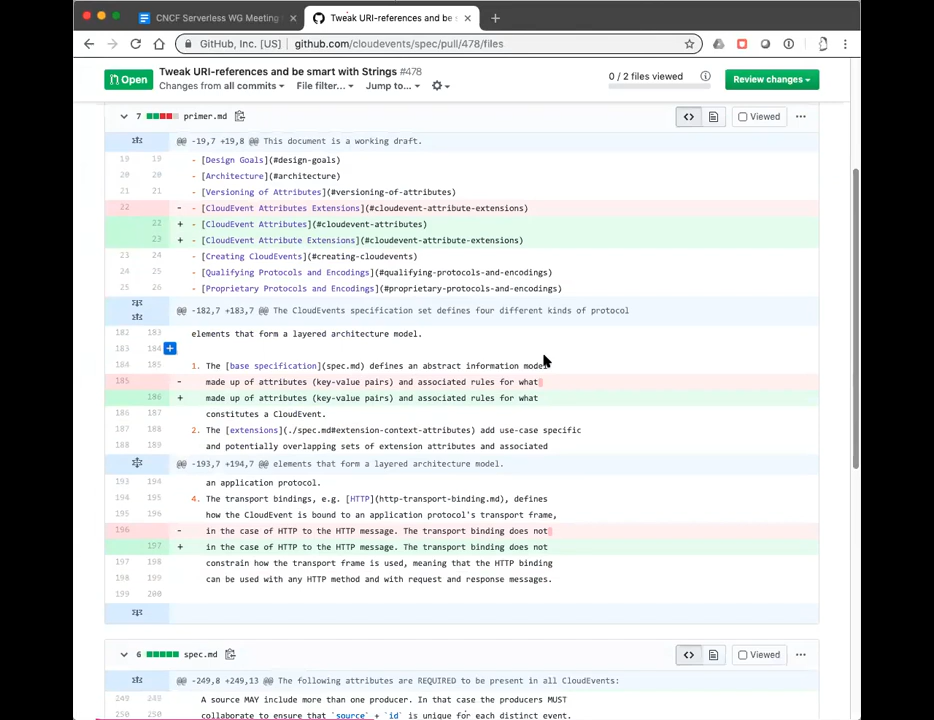 CNCF Serverless WG Meeting
Tweak URI-references and be s
GitHub, Inc. [US] | github.com/cloudevents/spec/pull/478/files
Open
Tweak URI-references and be smart with Strings #478
Changes from all commits
File filter...
Jump to...
0 / 2 files viewed
Review changes
7 primer.md
Viewed
@@ -19,7 +19,8 @@ This document is a working draft.
19 19 - [Design Goals](#design-goals)
20 20 - [Architecture](#architecture)
21 21 - [Versioning of Attributes](#versioning-of-attributes)
22 - - [CloudEvent Attributes Extensions](#cloudevent-attribute-extensions)
22 + - [CloudEvent Attributes](#cloudevent-attributes)
23 + - [CloudEvent Attribute Extensions](#cloudevent-attribute-extensions)
23 24 - [Creating CloudEvents](#creating-cloudevents)
24 25 - [Qualifying Protocols and Encodings](#qualifying-protocols-and-encodings)
25 26 - [Proprietary Protocols and Encodings](#proprietary-protocols-and-encodings)
@@ -182,7 +183,7 @@ The CloudEvents specification set defines four different kinds of protocol
182 183 elements that form a layered architecture model.
183 184 +
184 185 1. The [base specification](spec.md) defines an abstract information model
185 - made up of attributes (key-value pairs) and associated rules for what
186 + made up of attributes (key-value pairs) and associated rules for what
186 187 constitutes a CloudEvent.
187 188 2. The [extensions](./spec.md#extension-context-attributes) add use-case specific
188 189 and potentially overlapping sets of extension attributes and associated
@@ -193,7 +194,7 @@ elements that form a layered architecture model.
193 194 an application protocol.
194 195 4. The transport bindings, e.g. [HTTP](http-transport-binding.md), defines
195 196 how the CloudEvent is bound to an application protocol's transport frame,
196 - in the case of HTTP to the HTTP message. The transport binding does not
197 + in the case of HTTP to the HTTP message. The transport binding does not
197 198 constrain how the transport frame is used, meaning that the HTTP binding
198 199 can be used with any HTTP method and with request and response messages.
199 200
6 spec.md
Viewed
@@ -249,8 +249,13 @@ The following attributes are REQUIRED to be present in all CloudEvents:
249 249 A source MAY include more than one producer. In that case the producers MUST
250 250 collaborate to ensure that `source` + `id` is unique for each distinct event.